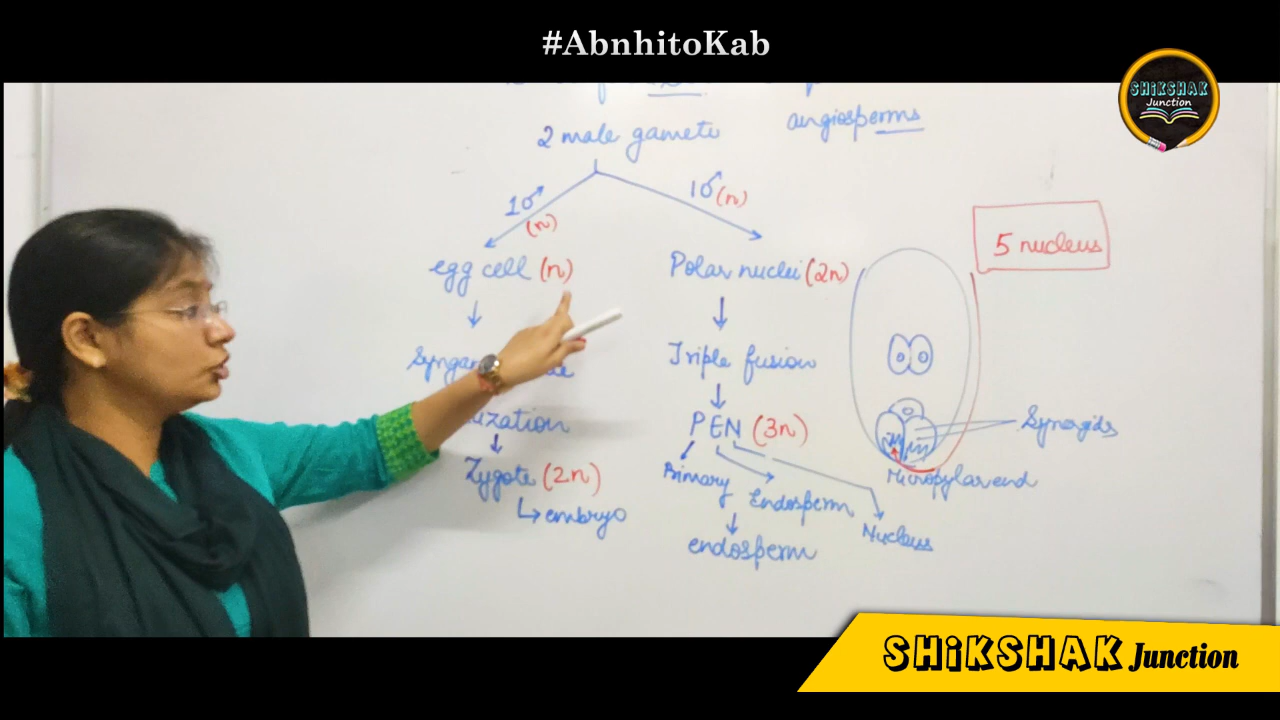 #AbnhitoKab
SHiKSHAK
Junction
angiosperms
2 male gamete
1♂
(n)
1♂ (n)
egg cell (n)
Polar nuclei (2n)
5 nucleus
Triple fusion
PEN (3n)
Synergids
Zygote (2n)
Primary
Endosperm
Micropylar end
embryo
Nucleus
endosperm
SHiKSHAK Junction